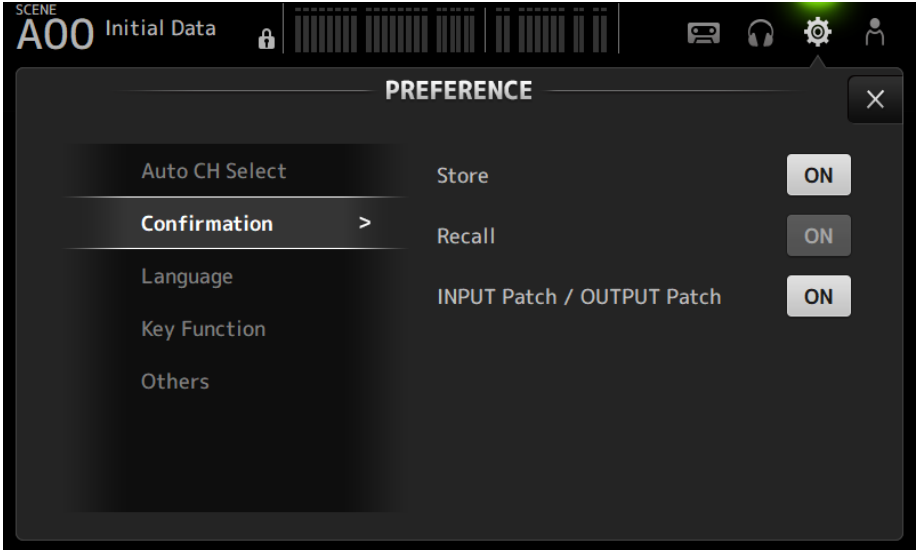 SCENE
A00 Initial Data
PREFERENCE
Auto CH Select
Confirmation >
Language
Key Function
Others
Store ON
Recall ON
INPUT Patch / OUTPUT Patch ON